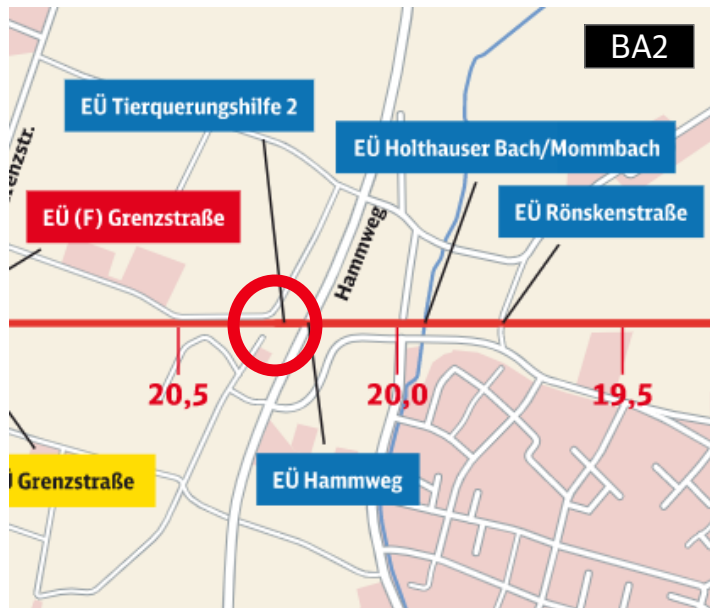 BA2
EÜ Tierquerungshilfe 2
EÜ Holthauser Bach/Mommbach
EÜ (F) Grenzstraße
EÜ Rönskenstraße
Hammweg
20,5
20,0
19,5
Grenzstraße
EÜ Hammweg